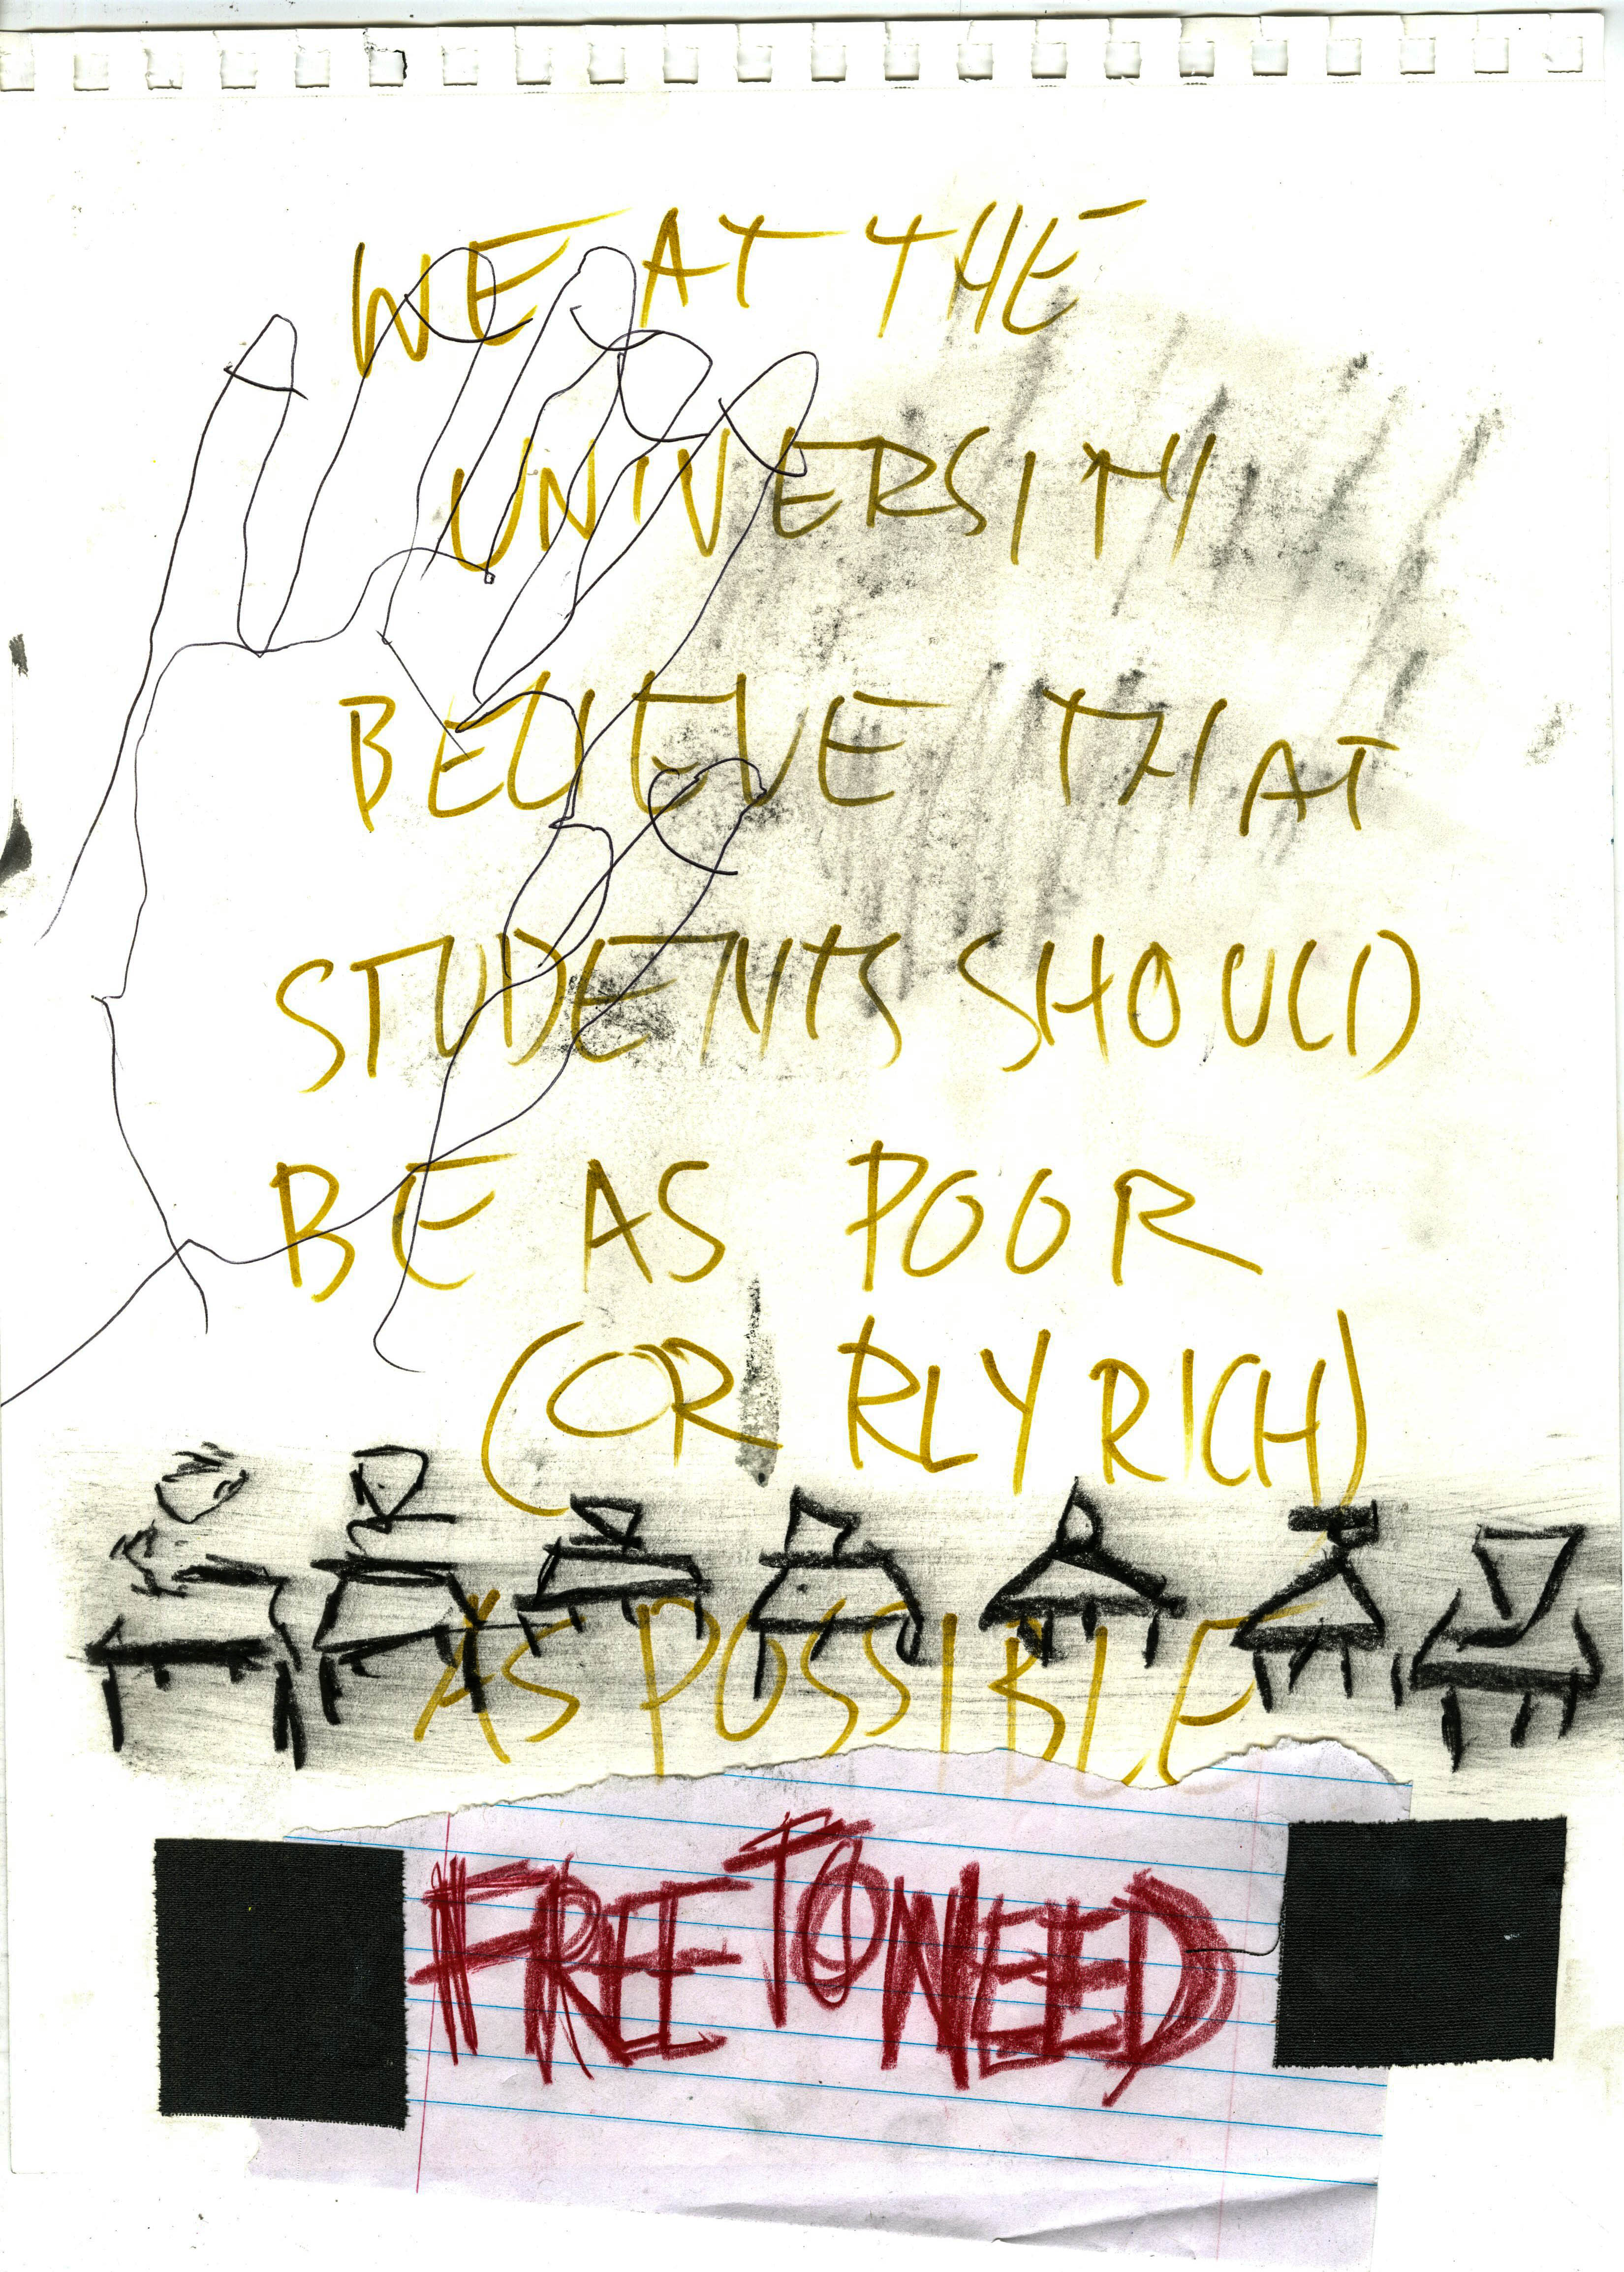 WE AT THE
UNIVERSITY
BELIEVE THAT
STUDENTS SHOULD
BE AS POOR
(OR RLY RICH)
AS POSSIBLE
FREE TO NEED